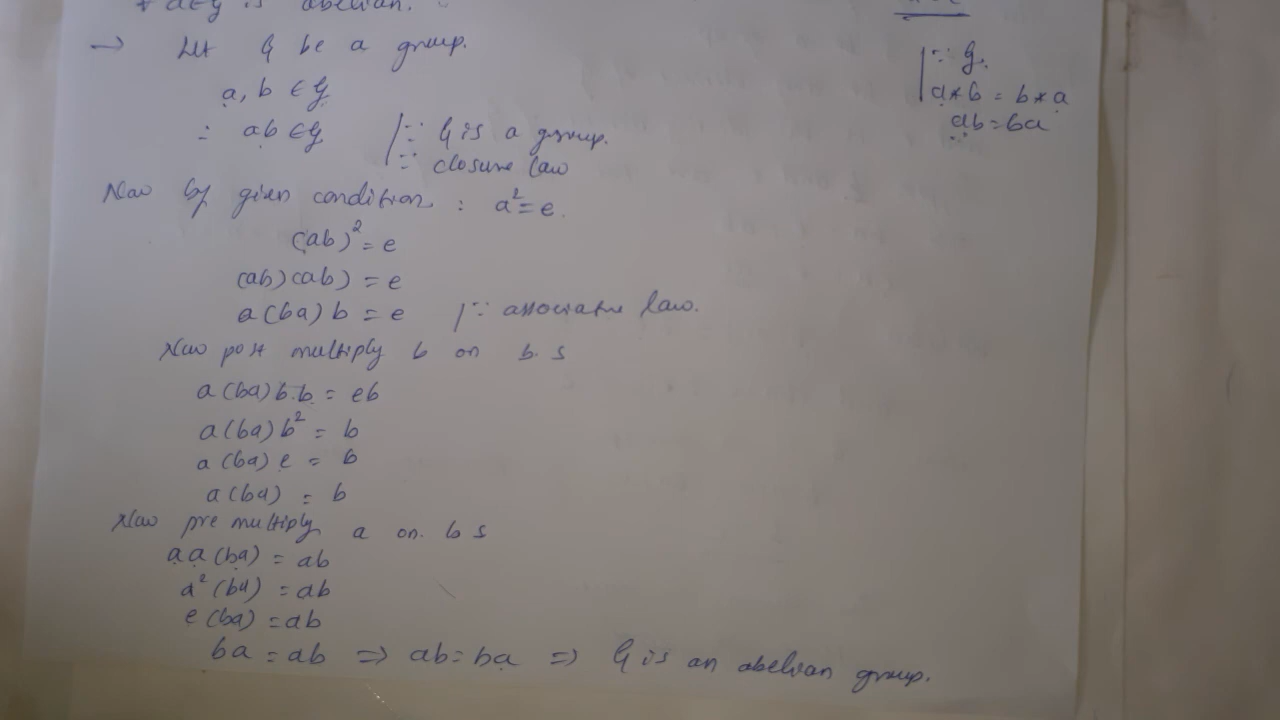 ∀ a∈G is abelian.
→ Let G be a group.
a, b ∈ G
∴ ab ∈ G |∵ G is a group.
∵ closure law
|∵ G.
a*b = b*a
ab = ba
Now by given condition : a² = e.
(ab)² = e
(ab)(ab) = e
a(ba)b = e |∵ associative law.
Now post multiply b on b.s
a(ba)b.b = eb
a(ba)b² = b
a(ba)e = b
a(ba) = b
Now pre multiply a on b s
a a(ba) = ab
a²(ba) = ab
e(ba) = ab
ba = ab ⇒ ab = ba ⇒ G is an abelian group.